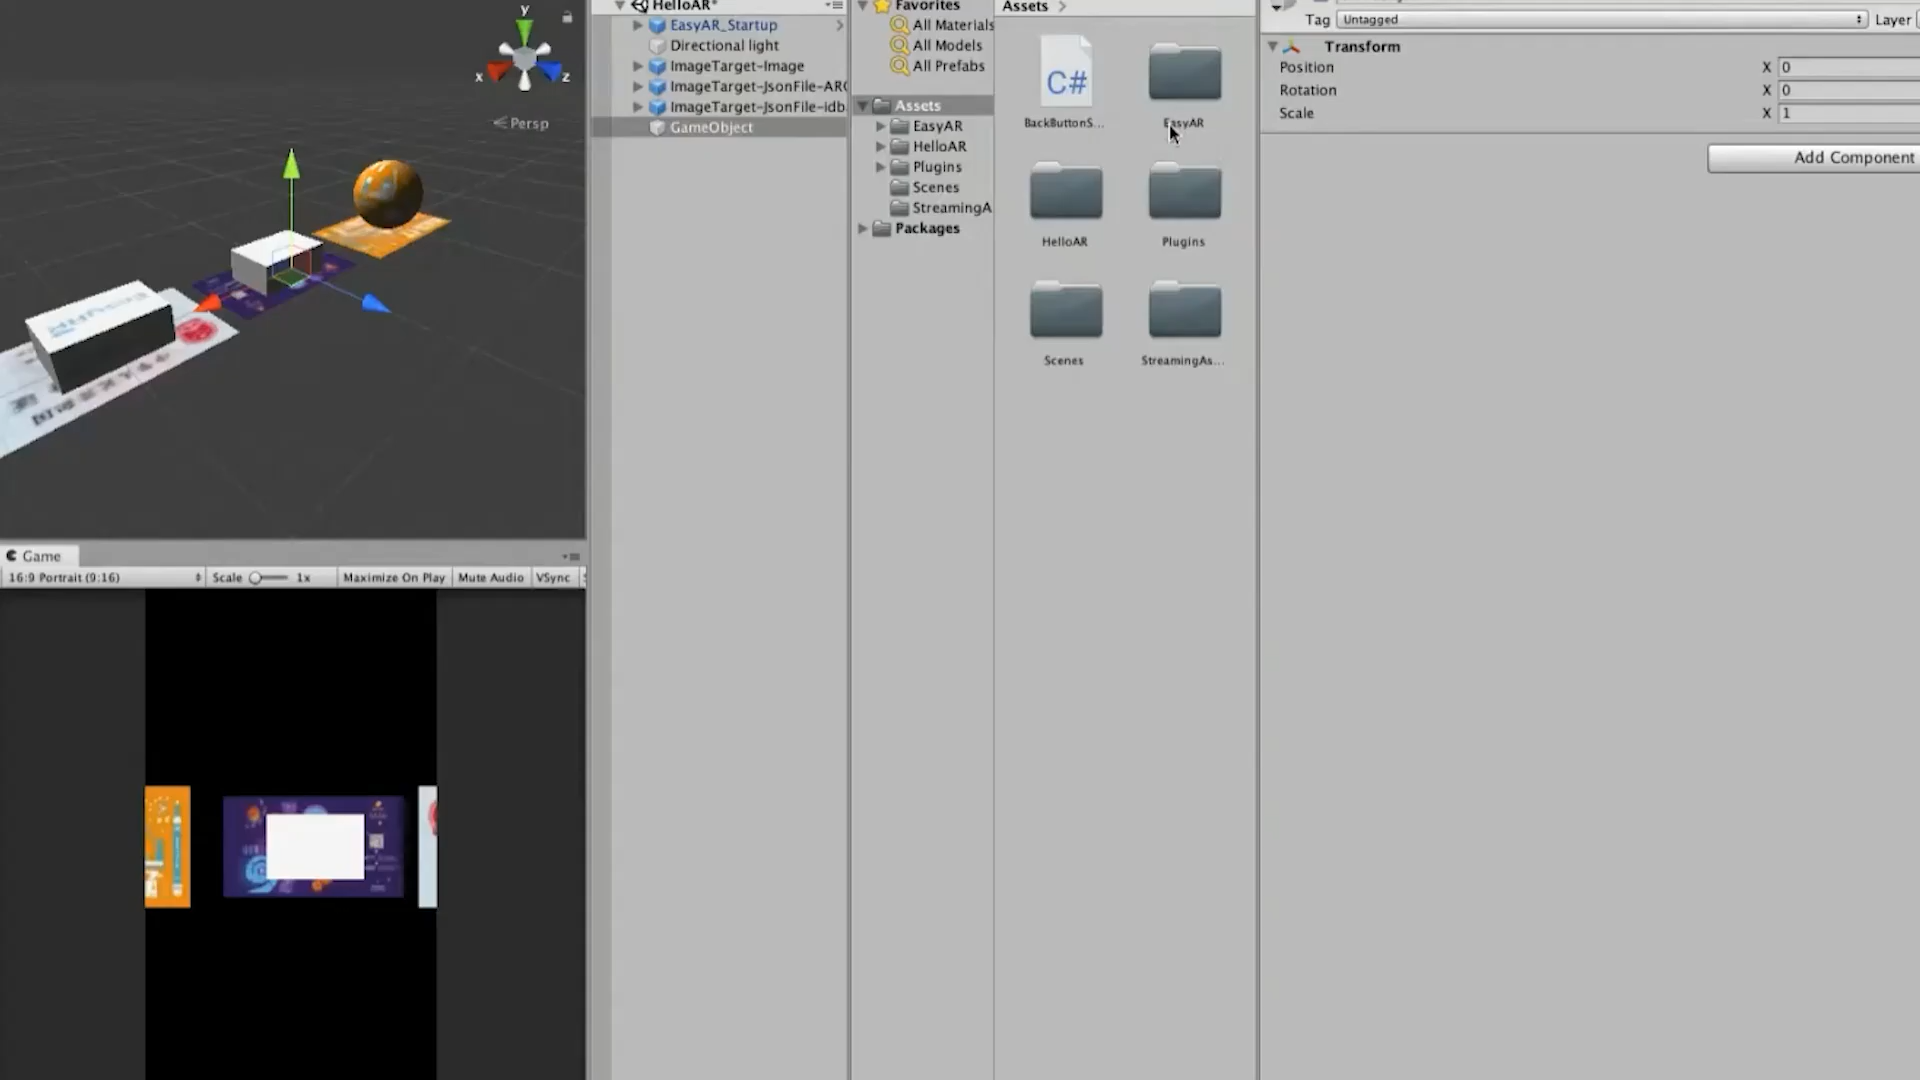 y
x
z
Persp
HelloAR*
EasyAR_Startup
Directional light
ImageTarget-Image
ImageTarget-JsonFile-AR
ImageTarget-JsonFile-idb
GameObject
Favorites
All Materials
All Models
All Prefabs
Assets
EasyAR
HelloAR
Plugins
Scenes
StreamingA
Packages
Assets
C#
BackButtonS...
EasyAR
HelloAR
Plugins
Scenes
StreamingAs...
Tag Untagged Layer
Transform
Position X 0
Rotation X 0
Scale X 1
Add Component
Game
16:9 Portrait (9:16) Scale 1x Maximize On Play Mute Audio VSync